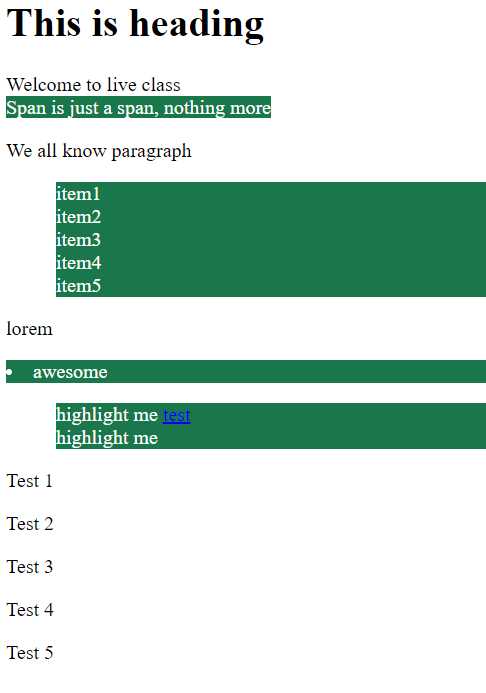 This is heading
Welcome to live class
Span is just a span, nothing more
We all know paragraph
item1
item2
item3
item4
item5
lorem
awesome
highlight me test
highlight me
Test 1
Test 2
Test 3
Test 4
Test 5